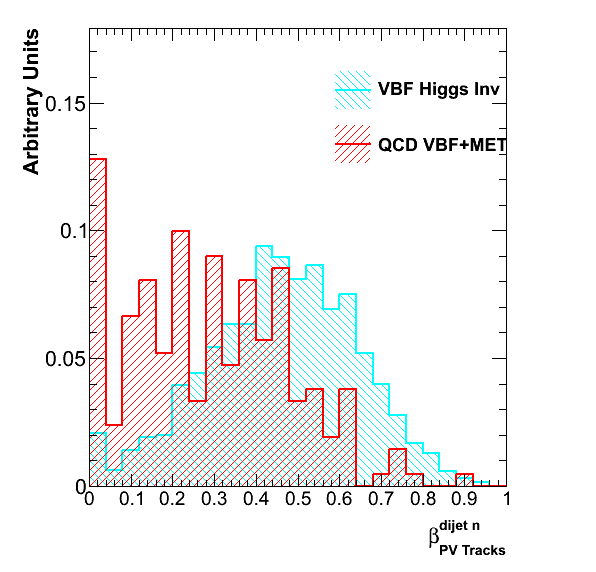 Arbitrary Units
0.15
0.1
0.05
0
VBF Higgs Inv
QCD VBF+MET
0 0.1 0.2 0.3 0.4 0.5 0.6 0.7 0.8 0.9 1
β dijet n PV Tracks